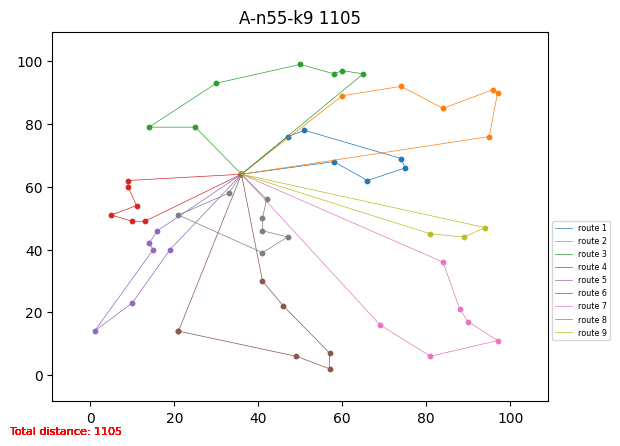 A-n55-k9 1105
100
80
60
40
20
0
0 20 40 60 80 100
route 1
route 2
route 3
route 4
route 5
route 6
route 7
route 8
route 9
Total distance: 1105